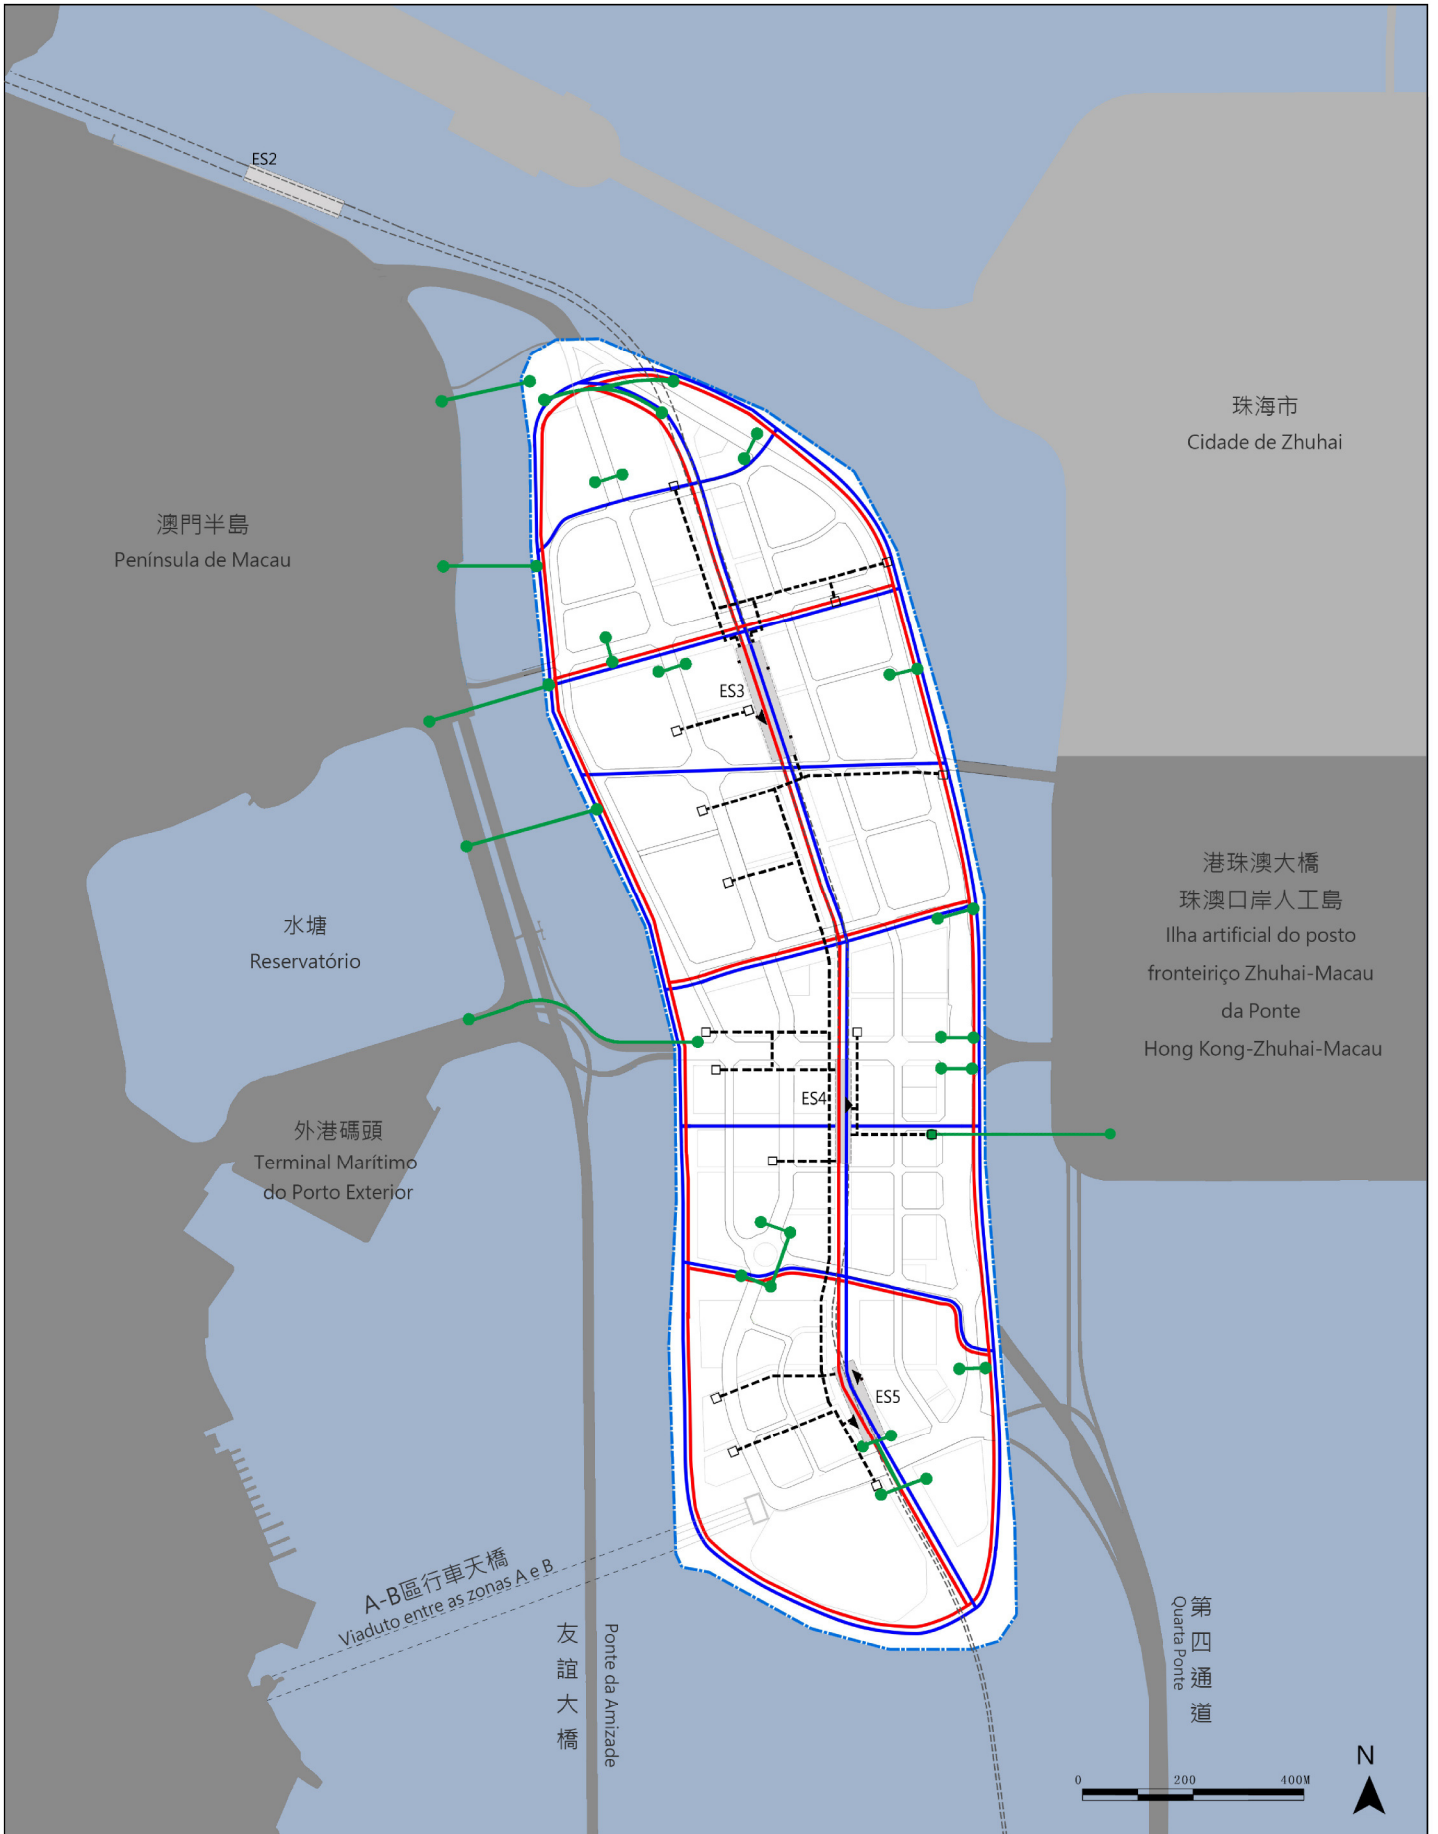 ES2
珠海市
Cidade de Zhuhai
澳門半島
Península de Macau
ES3
港珠澳大橋
珠澳口岸人工島
Ilha artificial do posto
fronteiriço Zhuhai-Macau
da Ponte
Hong Kong-Zhuhai-Macau
水塘
Reservatório
ES4
外港碼頭
Terminal Marítimo
do Porto Exterior
ES5
A-B區行車天橋
Viaduto entre as zonas A e B
友誼大橋
Ponte da Amizade
第四通道
Quarta Ponte
N
0 200 400M